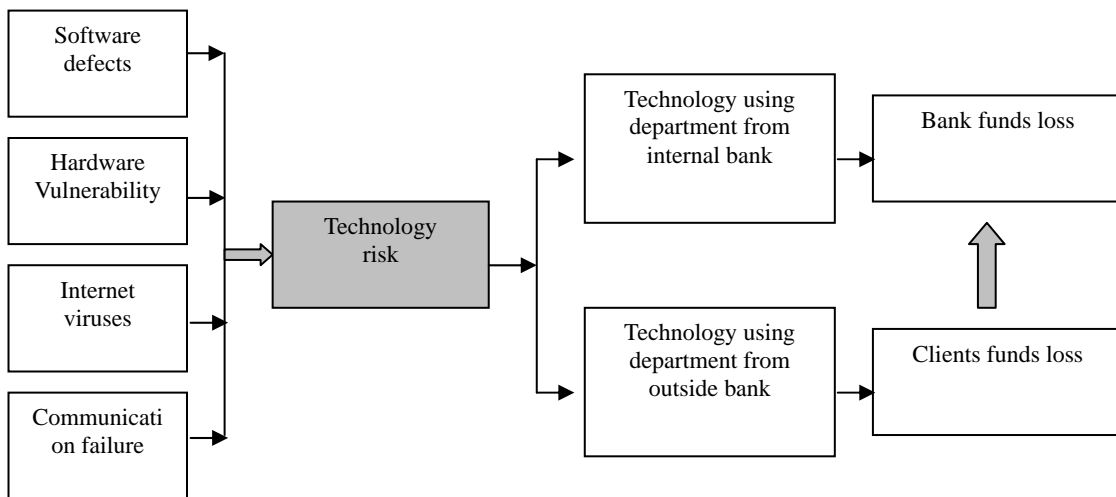 Software
defects
Hardware
Vulnerability
Internet
viruses
Communicati
on failure
Technology
risk
Technology using
department from
internal bank
Technology using
department from
outside bank
Bank funds loss
Clients funds loss